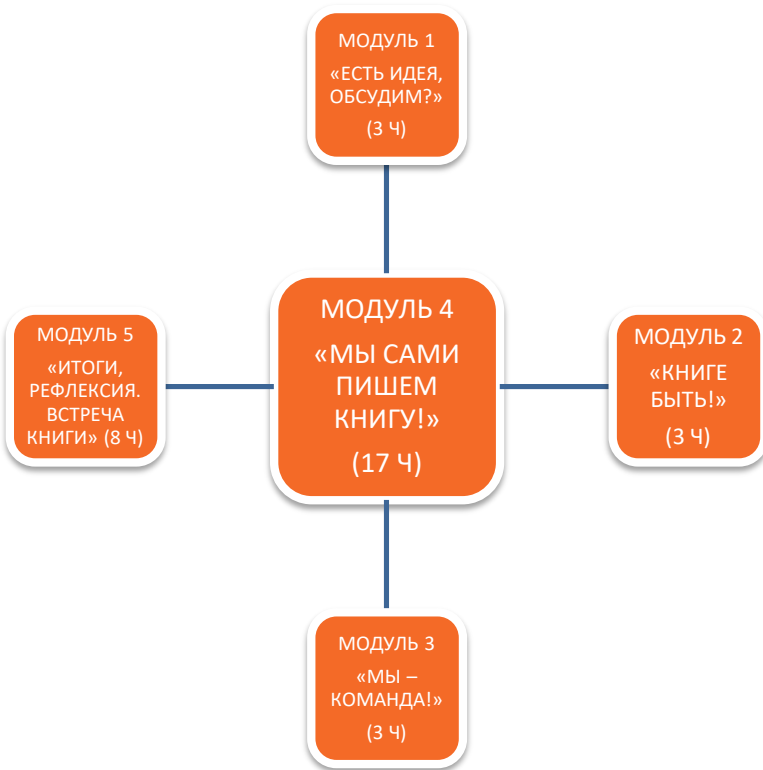 МОДУЛЬ 1
«ЕСТЬ ИДЕЯ,
ОБСУДИМ?»
(3 Ч)
МОДУЛЬ 4
«МЫ САМИ
ПИШЕМ
КНИГУ!»
(17 Ч)
МОДУЛЬ 5
«ИТОГИ,
РЕФЛЕКСИЯ.
ВСТРЕЧА
КНИГИ» (8 Ч)
МОДУЛЬ 2
«КНИГЕ
БЫТЬ!»
(3 Ч)
МОДУЛЬ 3
«МЫ –
КОМАНДА!»
(3 Ч)